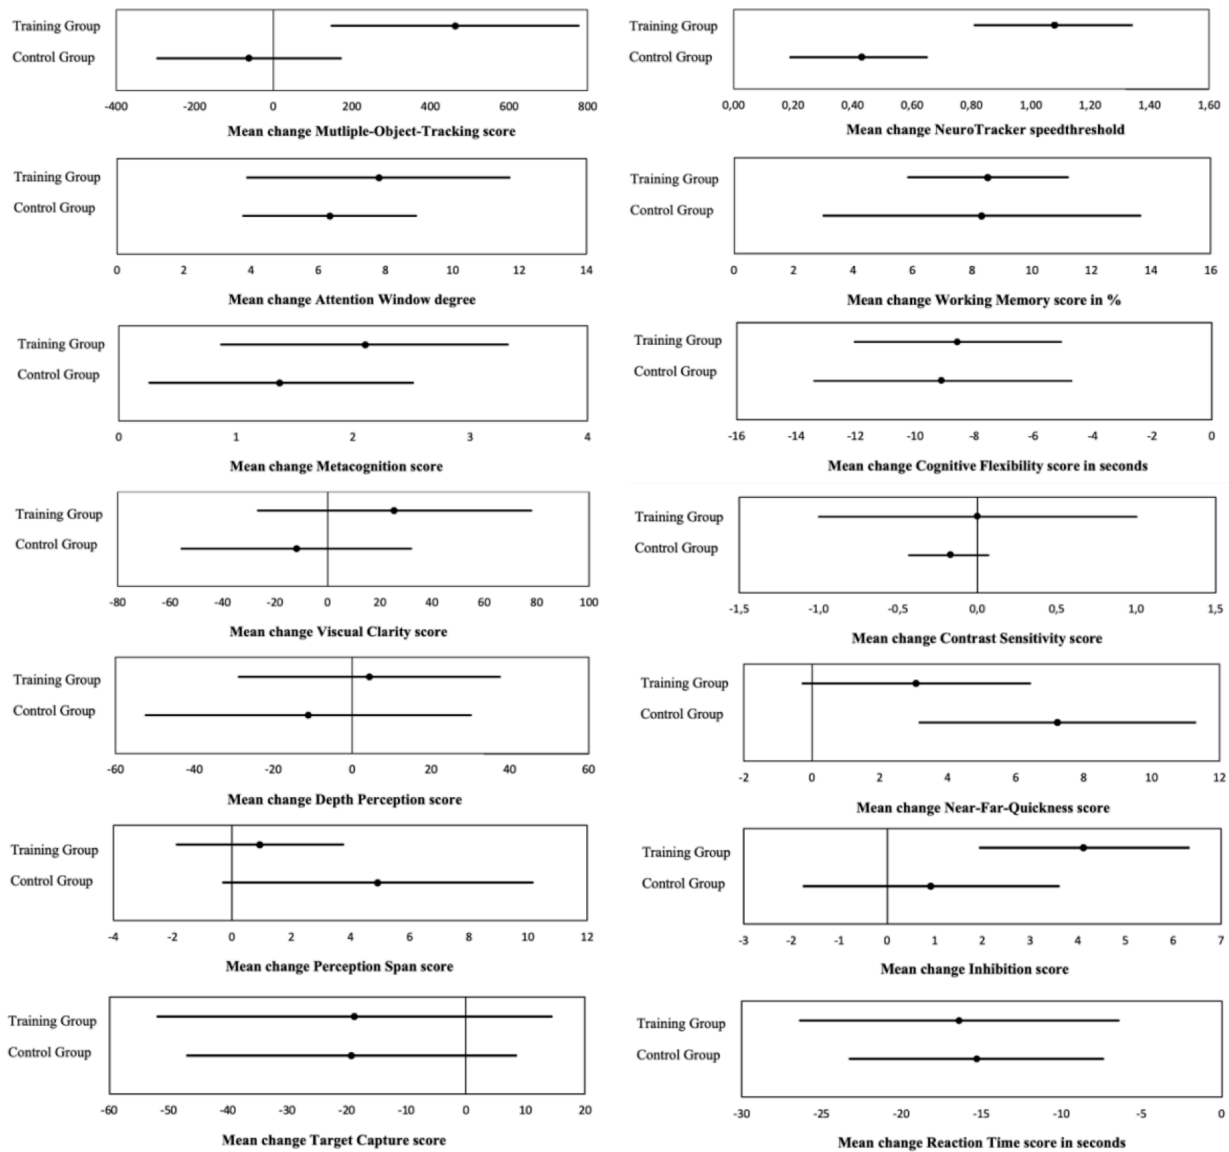 Training Group
Control Group
-400 -200 0 200 400 600 800
Mean change Mutliple-Object-Tracking score
Training Group
Control Group
0,00 0,20 0,40 0,60 0,80 1,00 1,20 1,40 1,60
Mean change NeuroTracker speedthreshold
Training Group
Control Group
0 2 4 6 8 10 12 14
Mean change Attention Window degree
Training Group
Control Group
0 2 4 6 8 10 12 14 16
Mean change Working Memory score in %
Training Group
Control Group
0 1 2 3 4
Mean change Metacognition score
Training Group
Control Group
-16 -14 -12 -10 -8 -6 -4 -2 0
Mean change Cognitive Flexibility score in seconds
Training Group
Control Group
-80 -60 -40 -20 0 20 40 60 80 100
Mean change Viscual Clarity score
Training Group
Control Group
-1,5 -1,0 -0,5 0,0 0,5 1,0 1,5
Mean change Contrast Sensitivity score
Training Group
Control Group
-60 -40 -20 0 20 40 60
Mean change Depth Perception score
Training Group
Control Group
-2 0 2 4 6 8 10 12
Mean change Near-Far-Quickness score
Training Group
Control Group
-4 -2 0 2 4 6 8 10 12
Mean change Perception Span score
Training Group
Control Group
-3 -2 -1 0 1 2 3 4 5 6 7
Mean change Inhibition score
Training Group
Control Group
-60 -50 -40 -30 -20 -10 0 10 20
Mean change Target Capture score
Training Group
Control Group
-30 -25 -20 -15 -10 -5 0
Mean change Reaction Time score in seconds